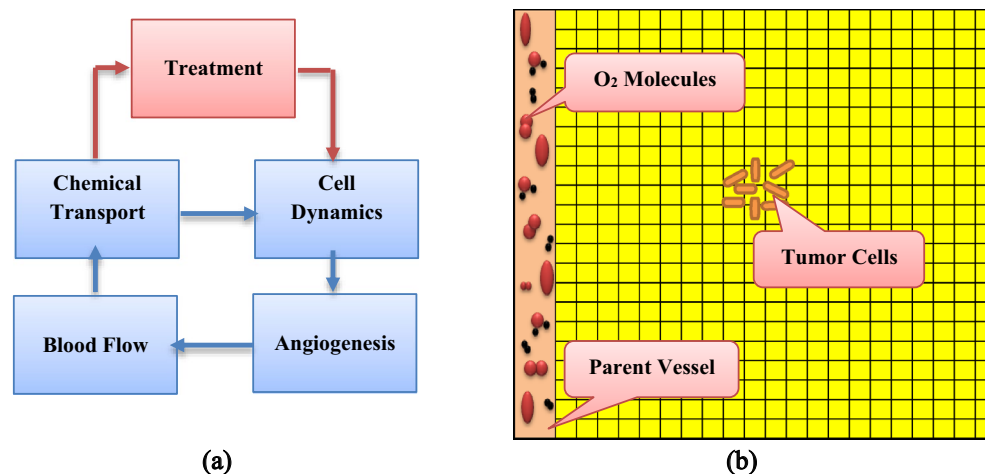 Treatment
Chemical
Transport
Cell
Dynamics
Blood Flow
Angiogenesis
(a)
O₂ Molecules
Tumor Cells
Parent Vessel
(b)